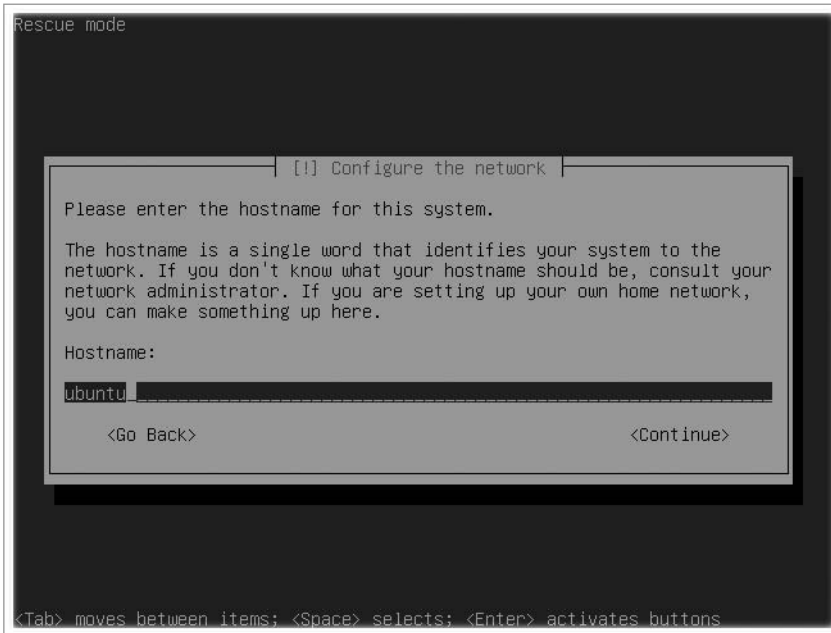 Rescue mode
[!] Configure the network
Please enter the hostname for this system.
The hostname is a single word that identifies your system to the
network. If you don't know what your hostname should be, consult your
network administrator. If you are setting up your own home network,
you can make something up here.
Hostname:
ubuntu
<Go Back> <Continue>
<Tab> moves between items; <Space> selects; <Enter> activates buttons